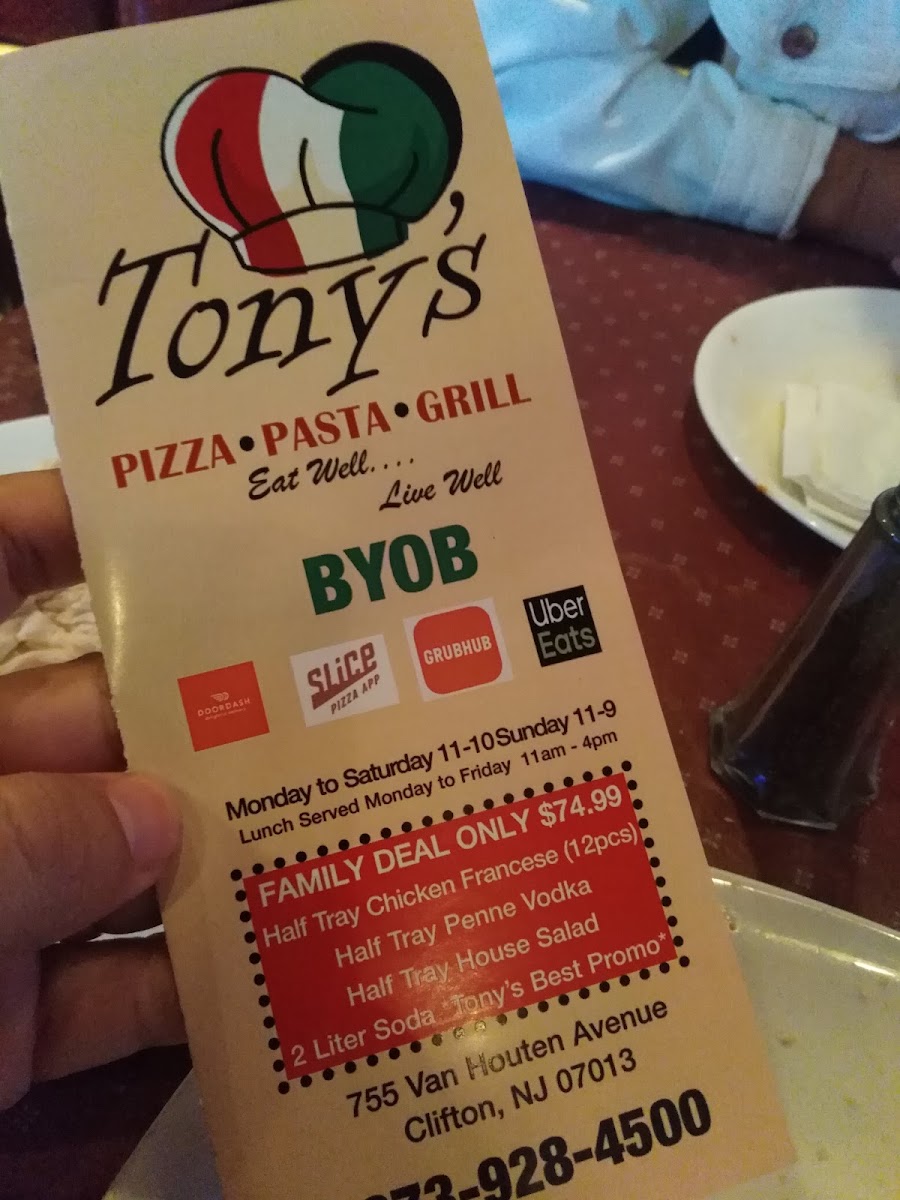 Tony's
PIZZA • PASTA • GRILL
Eat Well....
Live Well
BYOB
DOORDASH
SLiCE
PIZZA APP
GRUBHUB
Uber
Eats
Monday to Saturday 11-10 Sunday 11-9
Lunch Served Monday to Friday 11am - 4pm
FAMILY DEAL ONLY $74.99
Half Tray Chicken Francese (12pcs)
Half Tray Penne Vodka
Half Tray House Salad
2 Liter Soda *Tony's Best Promo*
755 Van Houten Avenue
Clifton, NJ 07013
973-928-4500